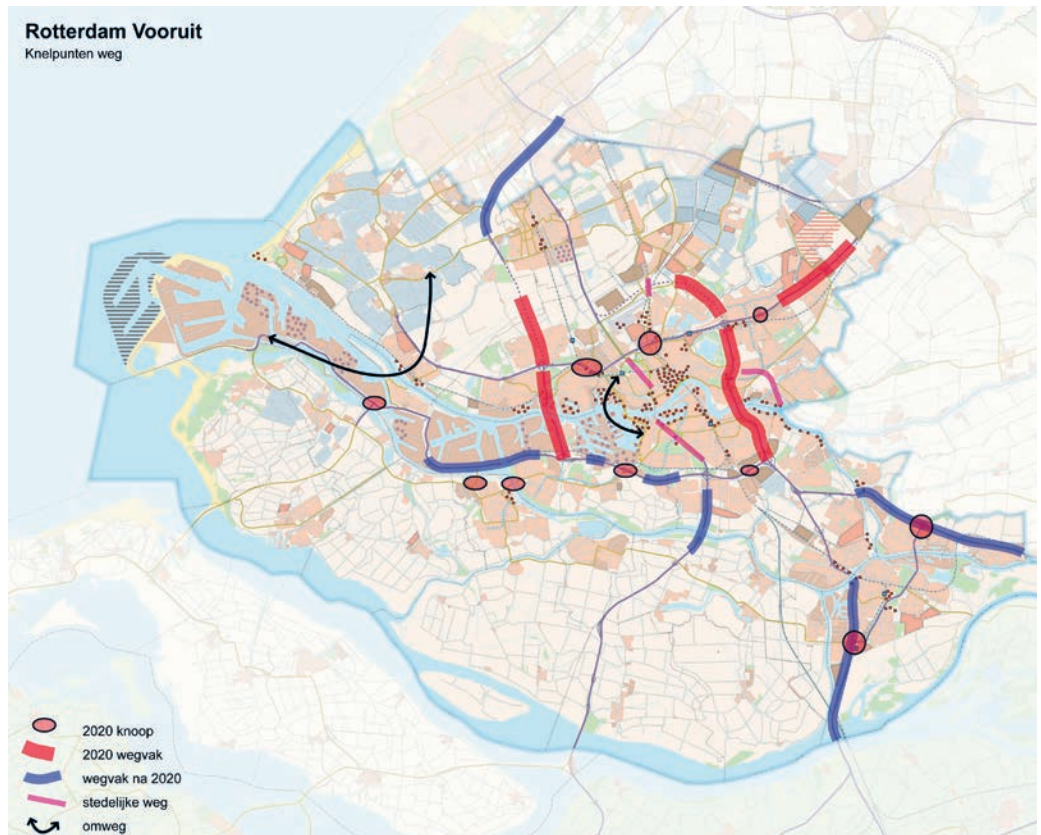 Rotterdam Vooruit
Knelpunten weg
2020 knoop
2020 wegvak
wegvak na 2020
stedelijke weg
omweg